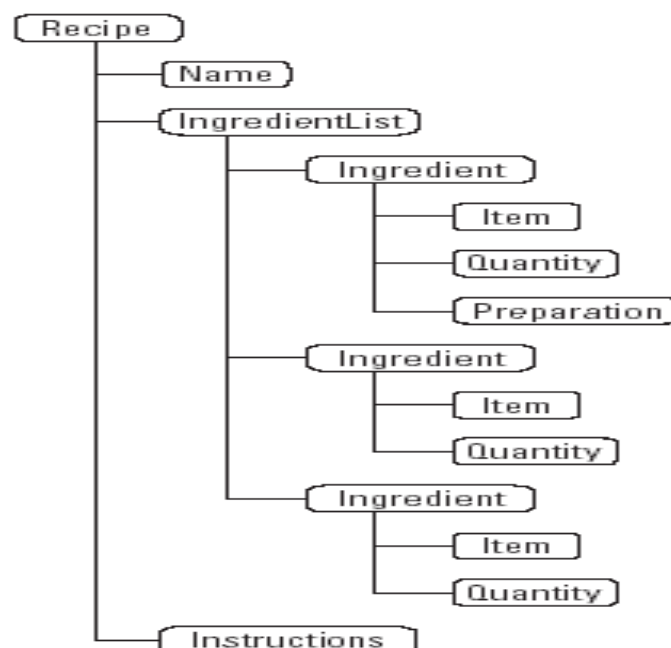 Recipe
Name
IngredientList
Ingredient
Item
Quantity
Preparation
Ingredient
Item
Quantity
Ingredient
Item
Quantity
Instructions